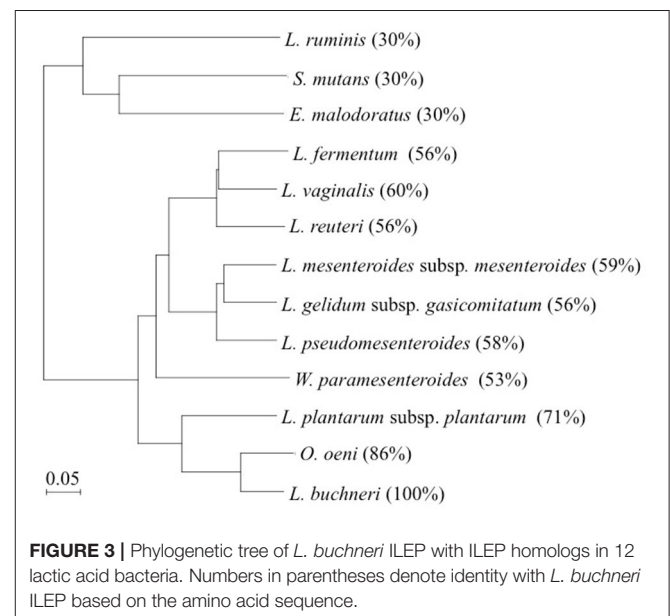 L. ruminis (30%)
S. mutans (30%)
E. malodoratus (30%)
L. fermentum (56%)
L. vaginalis (60%)
L. reuteri (56%)
L. mesenteroides subsp. mesenteroides (59%)
L. gelidum subsp. gasicomitatum (56%)
L. pseudomesenteroides (58%)
W. paramesenteroides (53%)
L. plantarum subsp. plantarum (71%)
O. oeni (86%)
L. buchneri (100%)
0.05
FIGURE 3 | Phylogenetic tree of L. buchneri ILEP with ILEP homologs in 12
lactic acid bacteria. Numbers in parentheses denote identity with L. buchneri
ILEP based on the amino acid sequence.